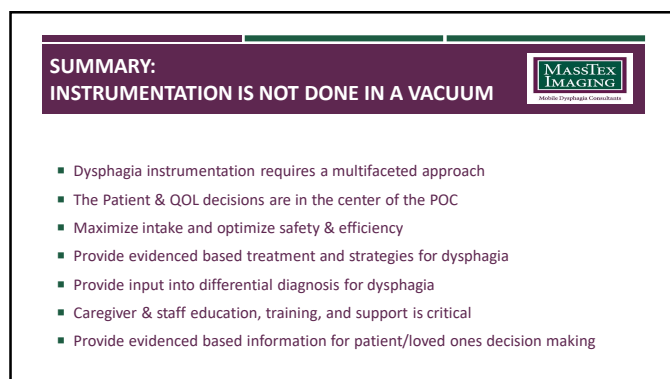 SUMMARY:
INSTRUMENTATION IS NOT DONE IN A VACUUM
MASSTEX
IMAGING
Mobile Dysphagia Consultants
Dysphagia instrumentation requires a multifaceted approach
The Patient & QOL decisions are in the center of the POC
Maximize intake and optimize safety & efficiency
Provide evidenced based treatment and strategies for dysphagia
Provide input into differential diagnosis for dysphagia
Caregiver & staff education, training, and support is critical
Provide evidenced based information for patient/loved ones decision making